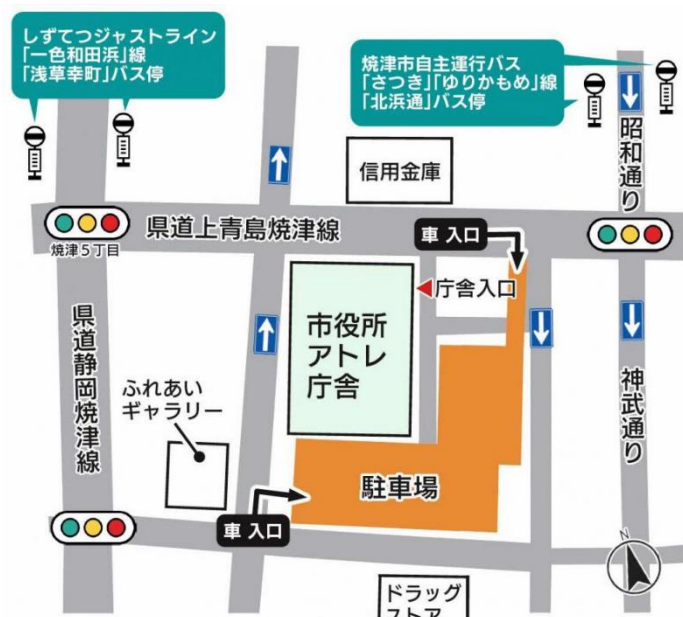 しずてつジャストライン
「一色和田浜」線
「浅草幸町」バス停
焼津市自主運行バス
「さつき」「ゆりかもめ」線
「北浜通」バス停
昭和通り
信用金庫
県道上青島焼津線
車 入口
焼津5丁目
庁舎入口
市役所
アトレ
庁舎
県道静岡焼津線
神武通り
ふれあい
ギャラリー
駐車場
車 入口
N
ドラッグ
ストア